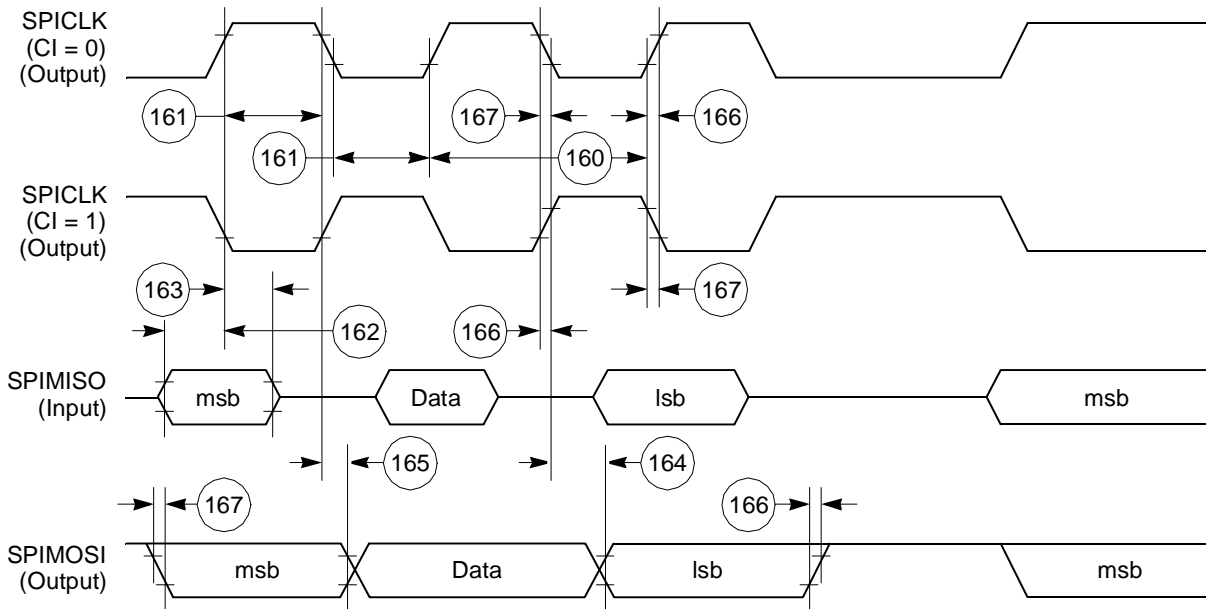 SPICLK
(CI = 0)
(Output)
161
167
166
161
160
SPICLK
(CI = 1)
(Output)
163
167
162
166
SPIMISO
(Input)
msb
Data
lsb
msb
165
164
167
166
SPIMOSI
(Output)
msb
Data
lsb
msb